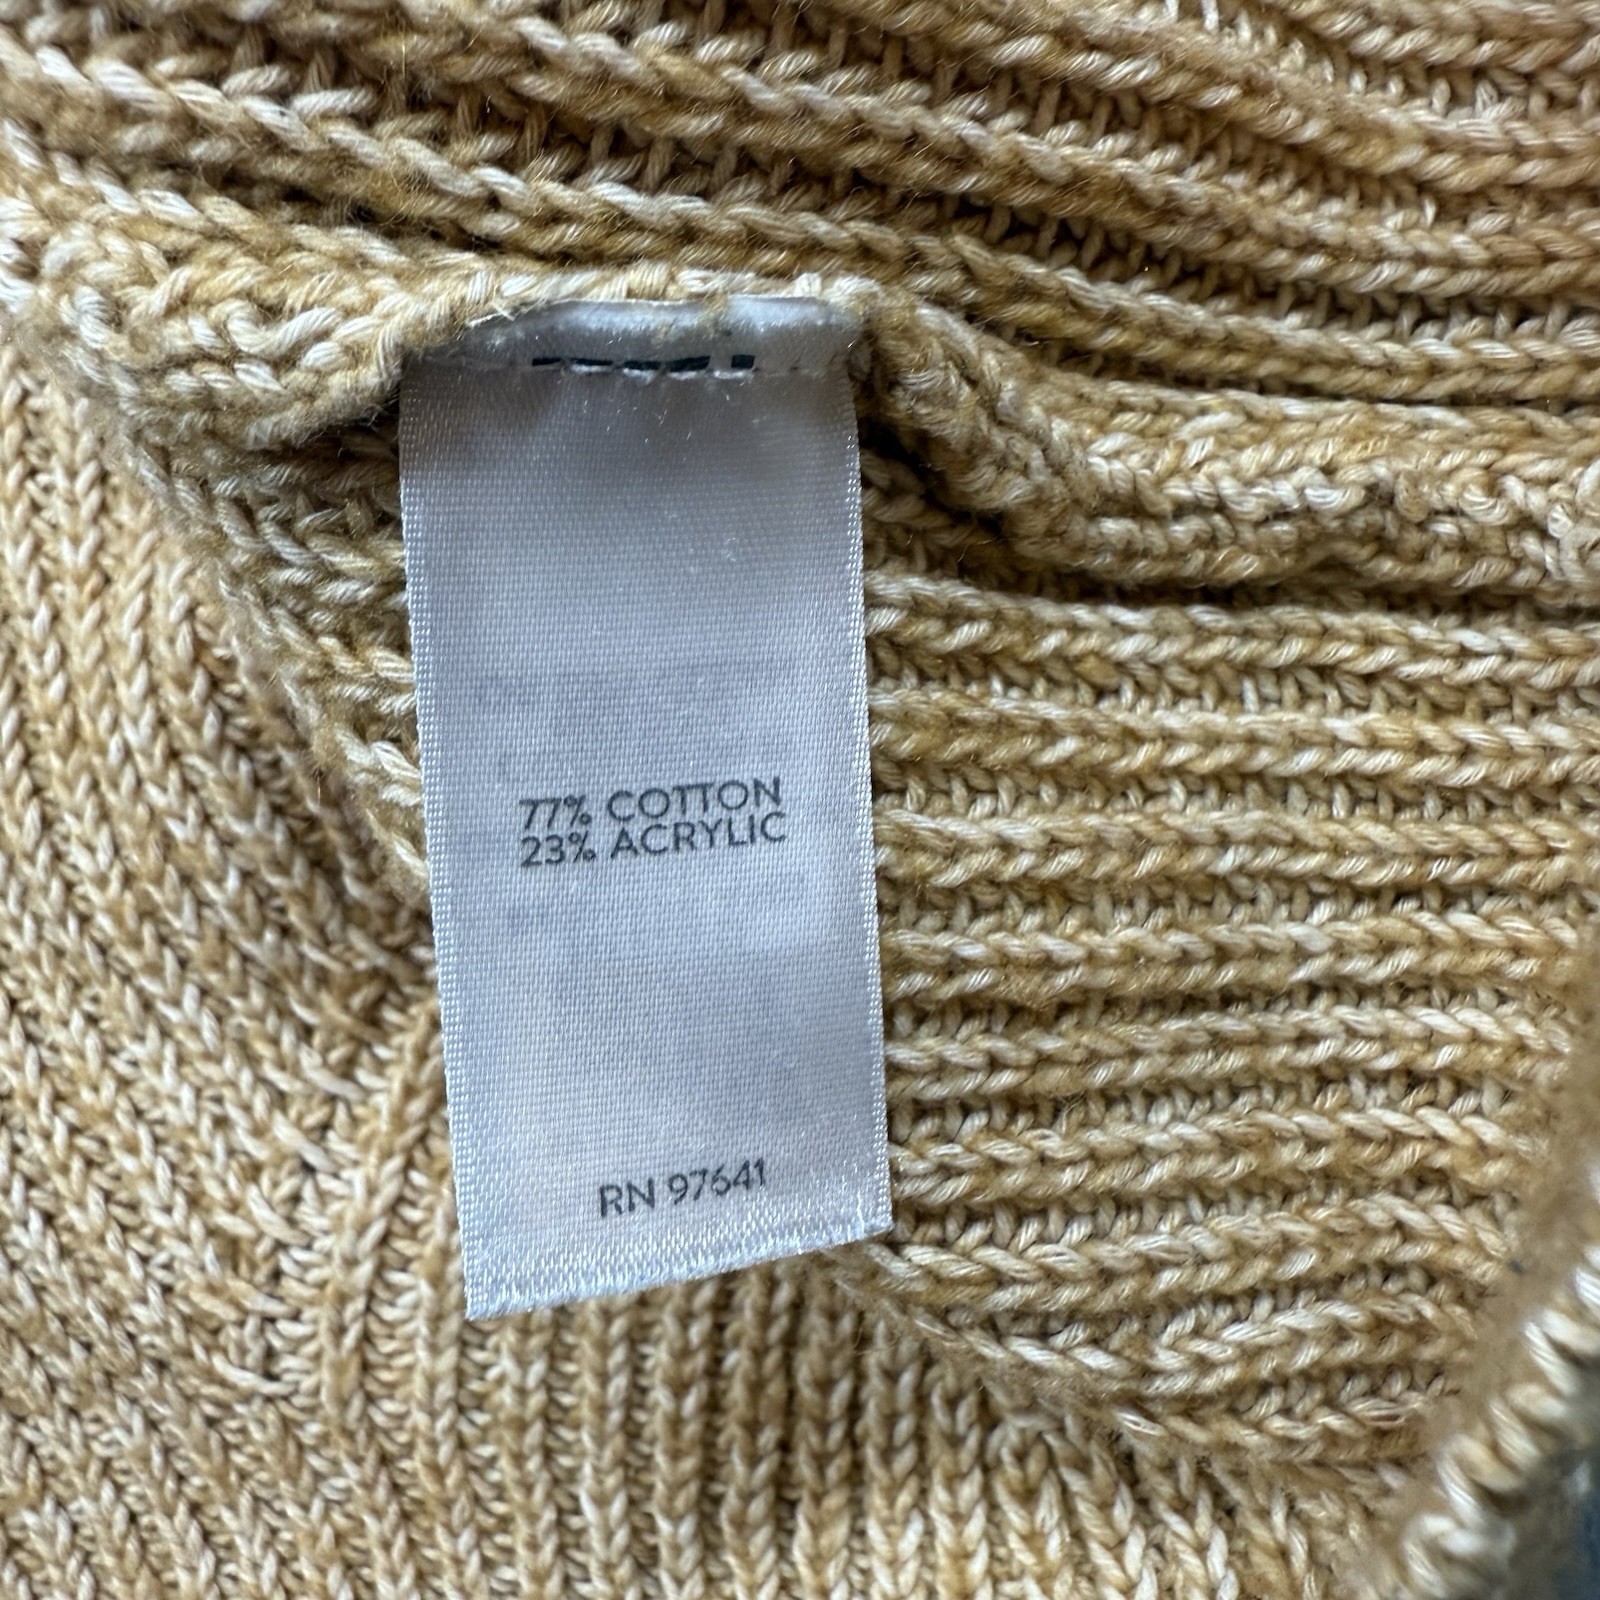 77% COTTON
23% ACRYLIC
RN 97641